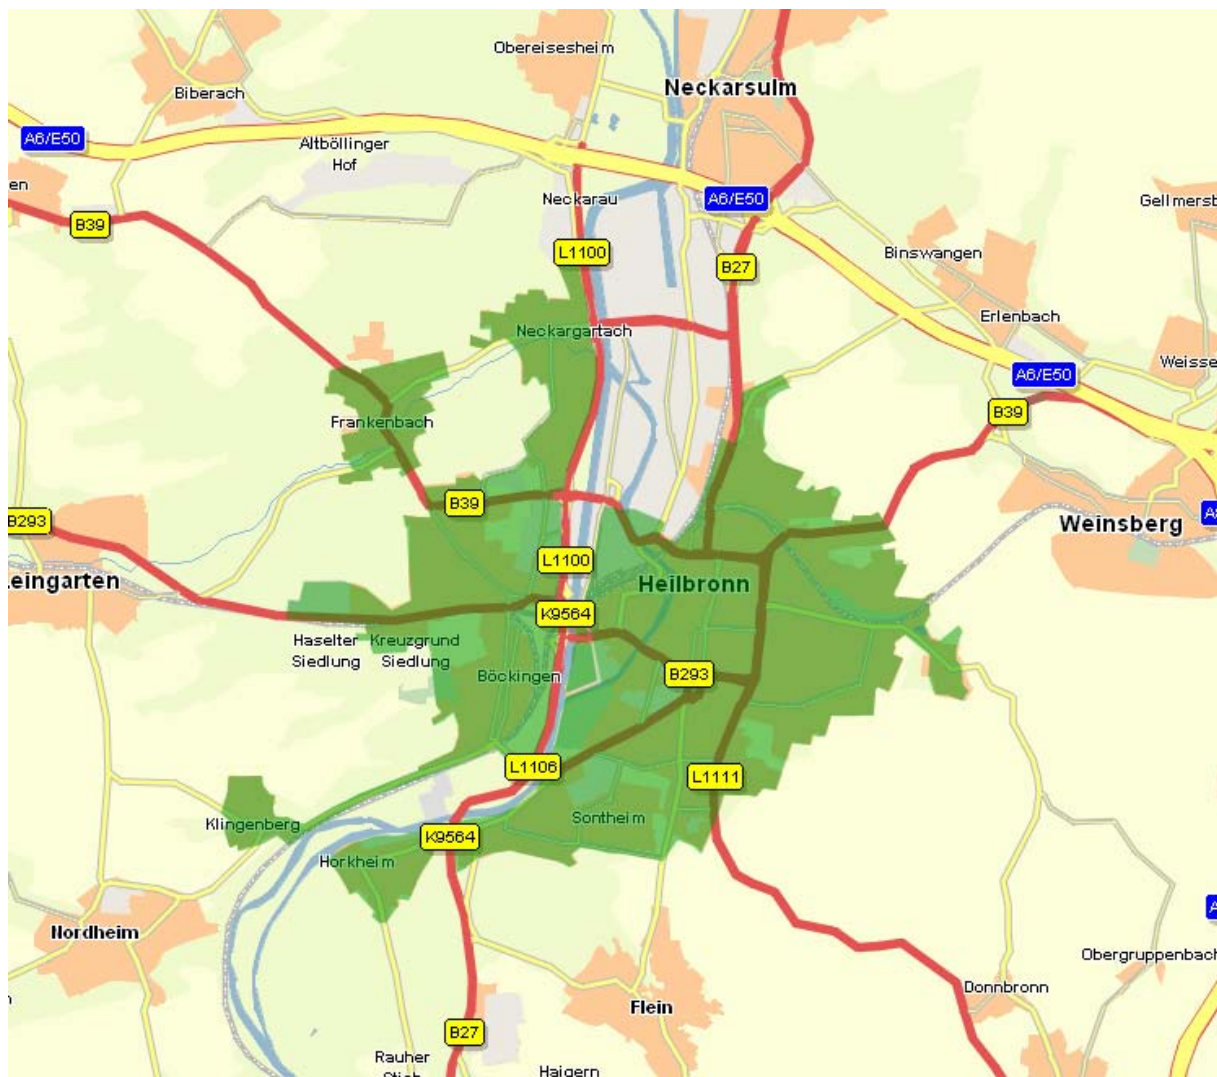 Obereisesheim
Neckarsulm
Biberach
A6/E50
Altböllinger
Hof
en
Neckarau
A6/E50
Gellmersb
B39
L1100
B27
Binswangen
Erlenbach
Neckargartach
Weisse
A6/E50
B39
Frankenbach
B39
B293
Weinsberg
L1100
Heilbronn
eingarten
K9564
Haselter
Siedlung
Kreuzgrund
Siedlung
Böckingen
B293
L1106
L1111
Klingenberg
Sontheim
K9564
Horkheim
Nordheim
Obergruppenbach
Donnbronn
Flein
B27
Rauher
Haigern